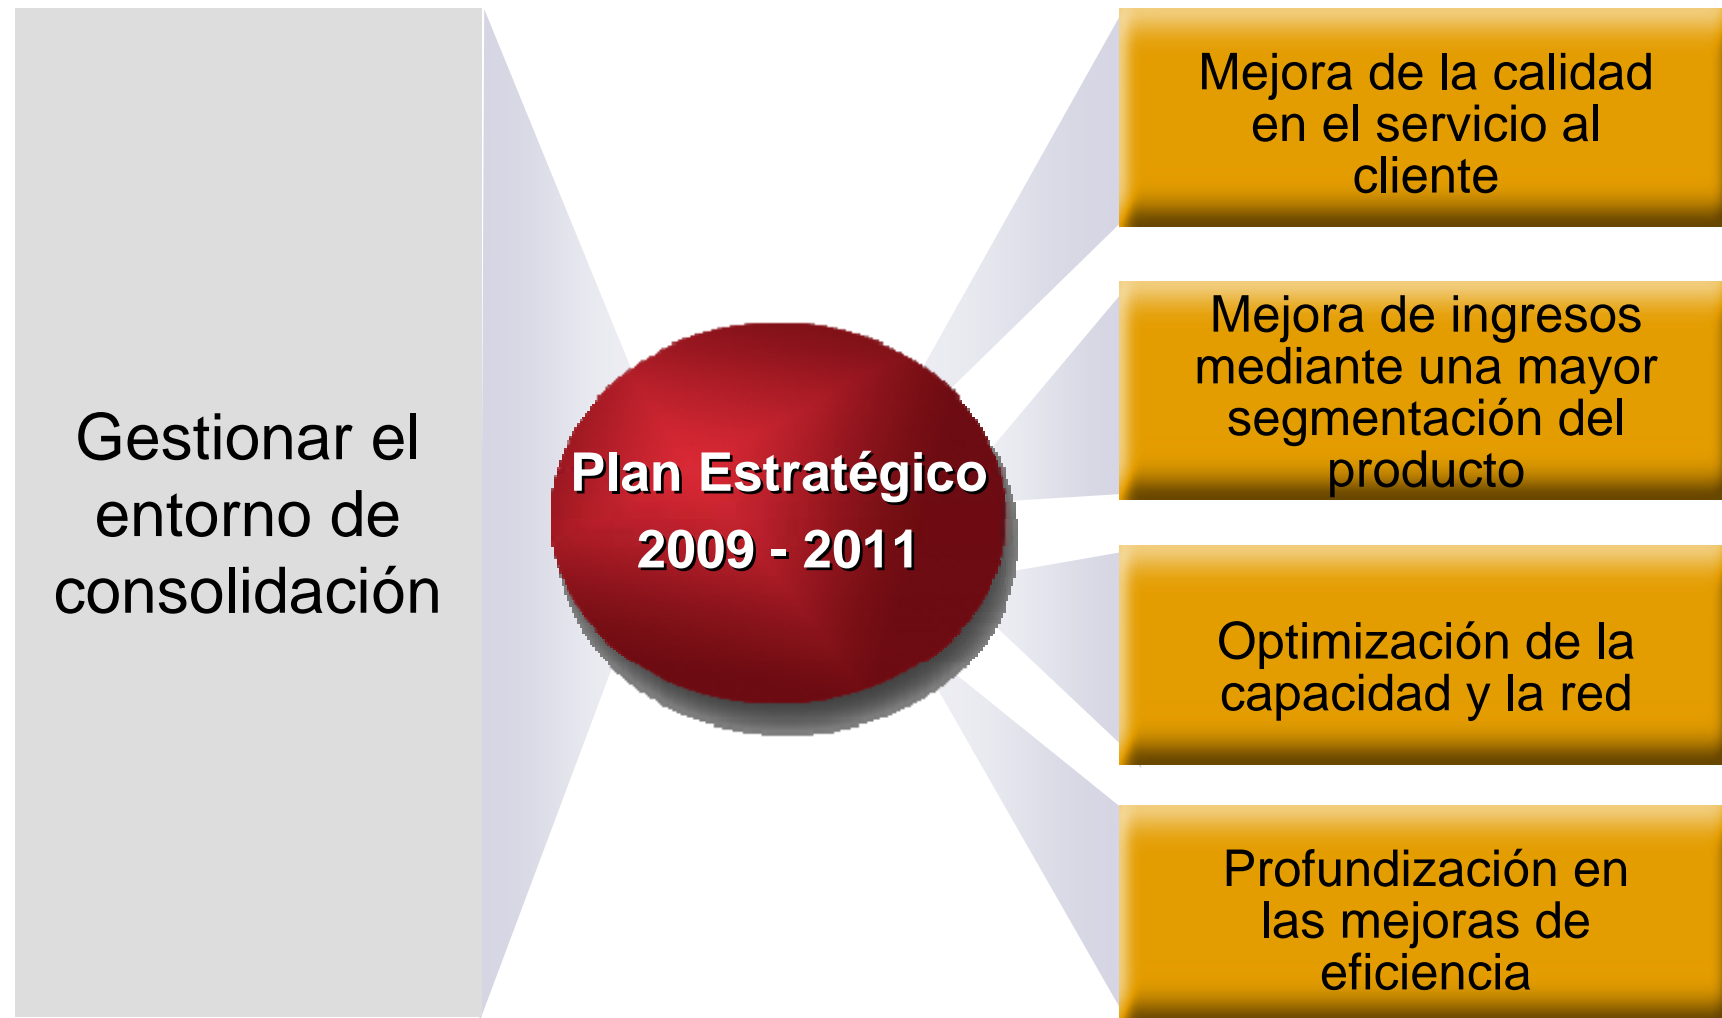 Gestionar el
entorno de
consolidación
Plan Estratégico
2009 - 2011
Mejora de la calidad
en el servicio al
cliente
Mejora de ingresos
mediante una mayor
segmentación del
producto
Optimización de la
capacidad y la red
Profundización en
las mejoras de
eficiencia